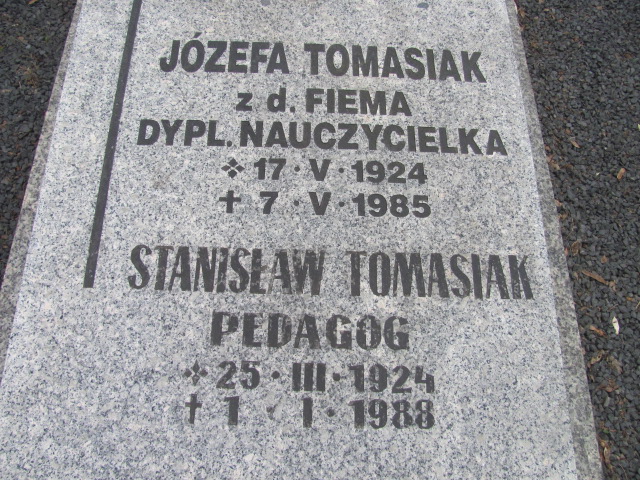 JÓZEFA TOMASIAK
z d. FIEMA
DYPL. NAUCZYCIELKA
17 · V · 1924
✝ 7 · V · 1985
STANISŁAW TOMASIAK
PEDAGOG
25 · III · 1924
✝ 1 · I · 1988